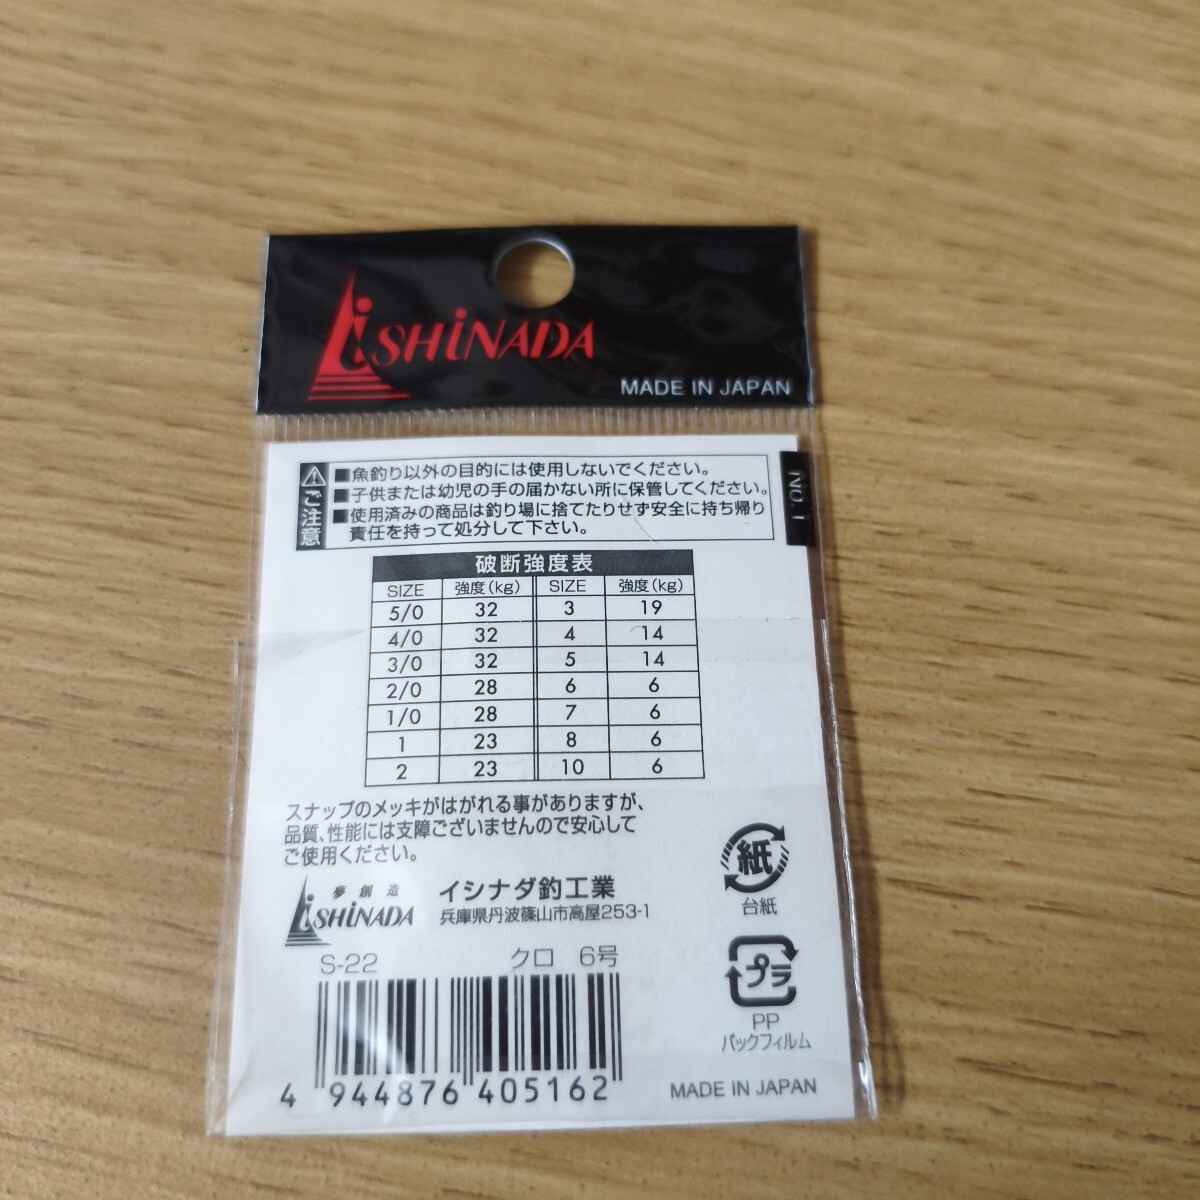 ISHINADA
MADE IN JAPAN
ご注意
■魚釣り以外の目的には使用しないでください。
■子供または幼児の手の届かない所に保管してください。
■使用済みの商品は釣り場に捨てたりせず安全に持ち帰り
責任を持って処分して下さい。
NO.1
破断強度表
SIZE 強度(kg) SIZE 強度(kg)
5/0 32 3 19
4/0 32 4 14
3/0 32 5 14
2/0 28 6 6
1/0 28 7 6
1 23 8 6
2 23 10 6
スナップのメッキがはがれる事がありますが、
品質、性能には支障ございませんので安心して
ご使用ください。
夢創造
ISHINADA
イシナダ釣工業
兵庫県丹波篠山市高屋253-1
紙
台紙
S-22 クロ 6号
4 944876 405162
プラ
PP
パックフィルム
MADE IN JAPAN